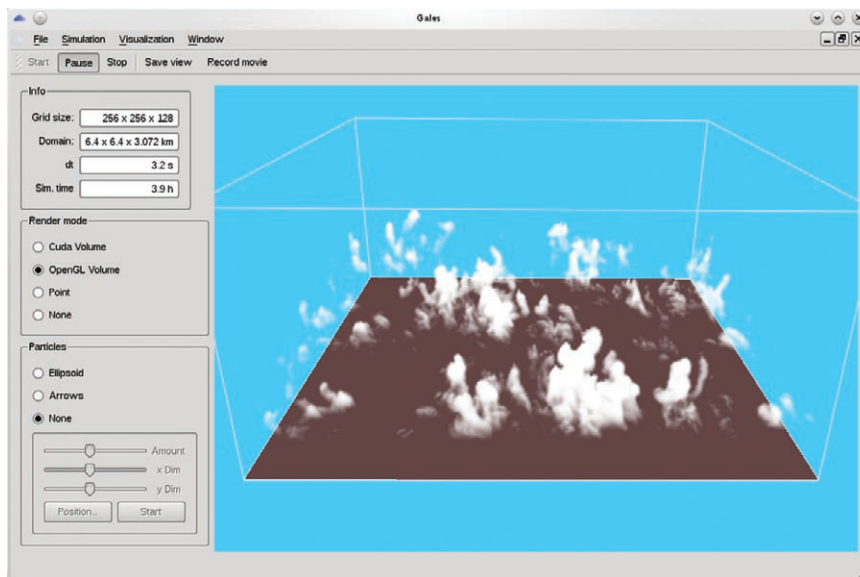 Gales
File Simulation Visualization Window
Start Pause Stop Save view Record movie
Info
Grid size: 256 x 256 x 128
Domain: 6.4 x 6.4 x 3.072 km
dt 3.2 s
Sim. time 3.9 h
Render mode
Cuda Volume
OpenGL Volume
Point
None
Particles
Ellipsoid
Arrows
None
Amount
x Dim
y Dim
Position... Start